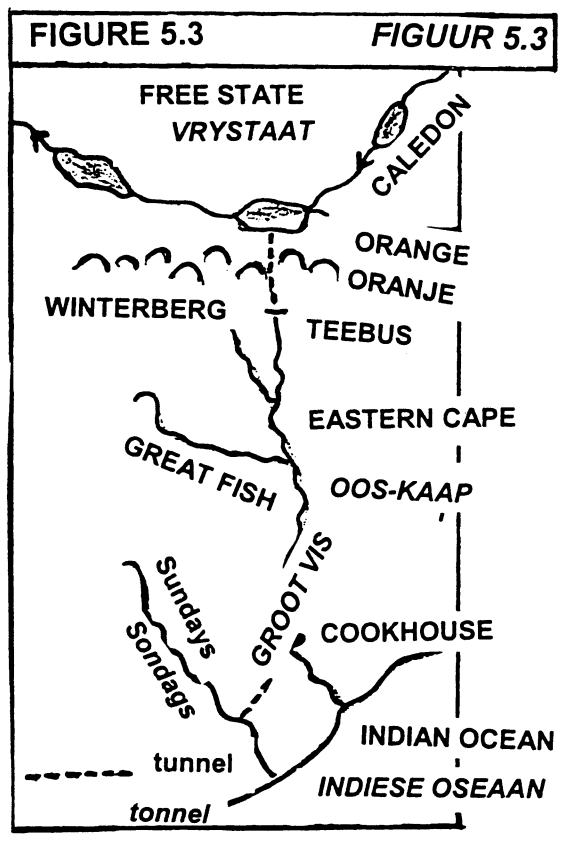 FIGURE 5.3 FIGUUR 5.3
FREE STATE
VRYSTAAT
CALEDON
ORANGE
ORANJE
WINTERBERG
TEEBUS
EASTERN CAPE
GREAT FISH
OOS-KAAP
GROOT VIS
Sundays
Sondags
COOKHOUSE
INDIAN OCEAN
tunnel
INDIESE OSEAAN
tonnel